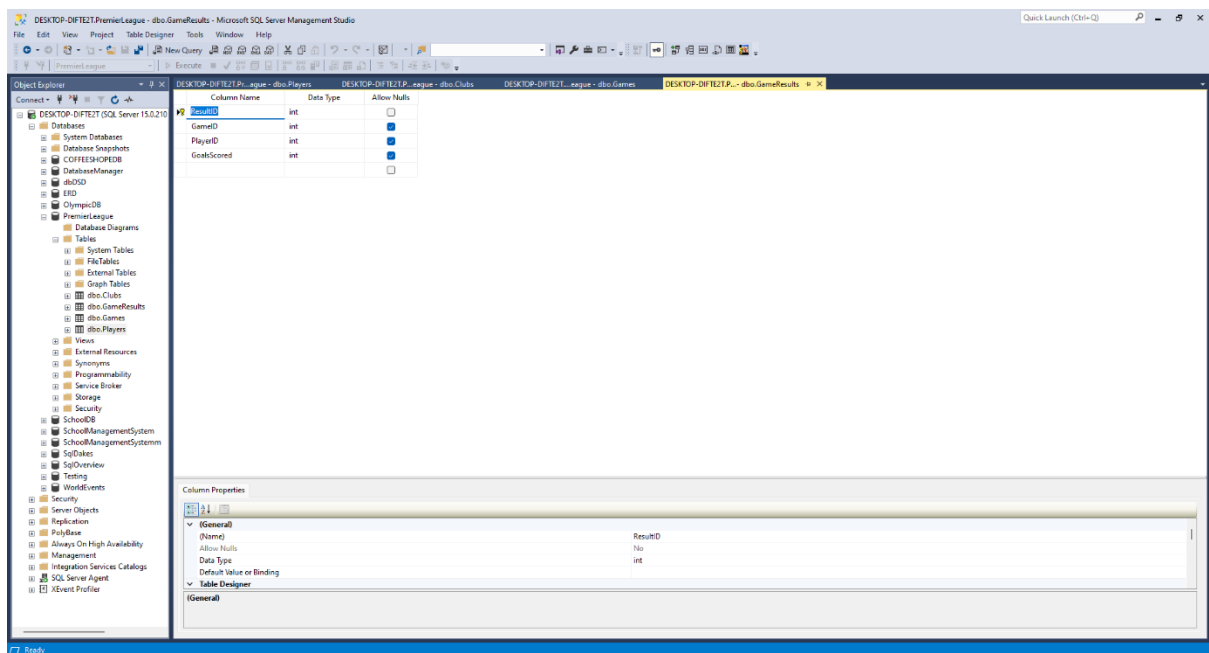 DESKTOP-DIFTE2T.PremierLeague - dbo.GameResults - Microsoft SQL Server Management Studio
Quick Launch (Ctrl+Q)
File Edit View Project Table Designer Tools Window Help
New Query
PremierLeague
Execute
Object Explorer
Connect
DESKTOP-DIFTE2T (SQL Server 15.0.210
Databases
System Databases
Database Snapshots
COFFEESHOPEDB
DatabaseManager
dbDSD
ERD
OlympicDB
PremierLeague
Database Diagrams
Tables
System Tables
FileTables
External Tables
Graph Tables
dbo.Clubs
dbo.GameResults
dbo.Games
dbo.Players
Views
External Resources
Synonyms
Programmability
Service Broker
Storage
Security
SchoolDB
SchoolManagementSystem
SchoolManagementSystemm
SqlDakes
SqlOverview
Testing
WorldEvents
Security
Server Objects
Replication
PolyBase
Always On High Availability
Management
Integration Services Catalogs
SQL Server Agent
XEvent Profiler
DESKTOP-DIFTE2T.Pr...ague - dbo.Players DESKTOP-DIFTE2T.P...eague - dbo.Clubs DESKTOP-DIFTE2T....eague - dbo.Games DESKTOP-DIFTE2T.P...- dbo.GameResults
Column Name Data Type Allow Nulls
ResultID int
GameID int
PlayerID int
GoalsScored int
Column Properties
(General)
(Name) ResultID
Allow Nulls No
Data Type int
Default Value or Binding
Table Designer
(General)
Ready